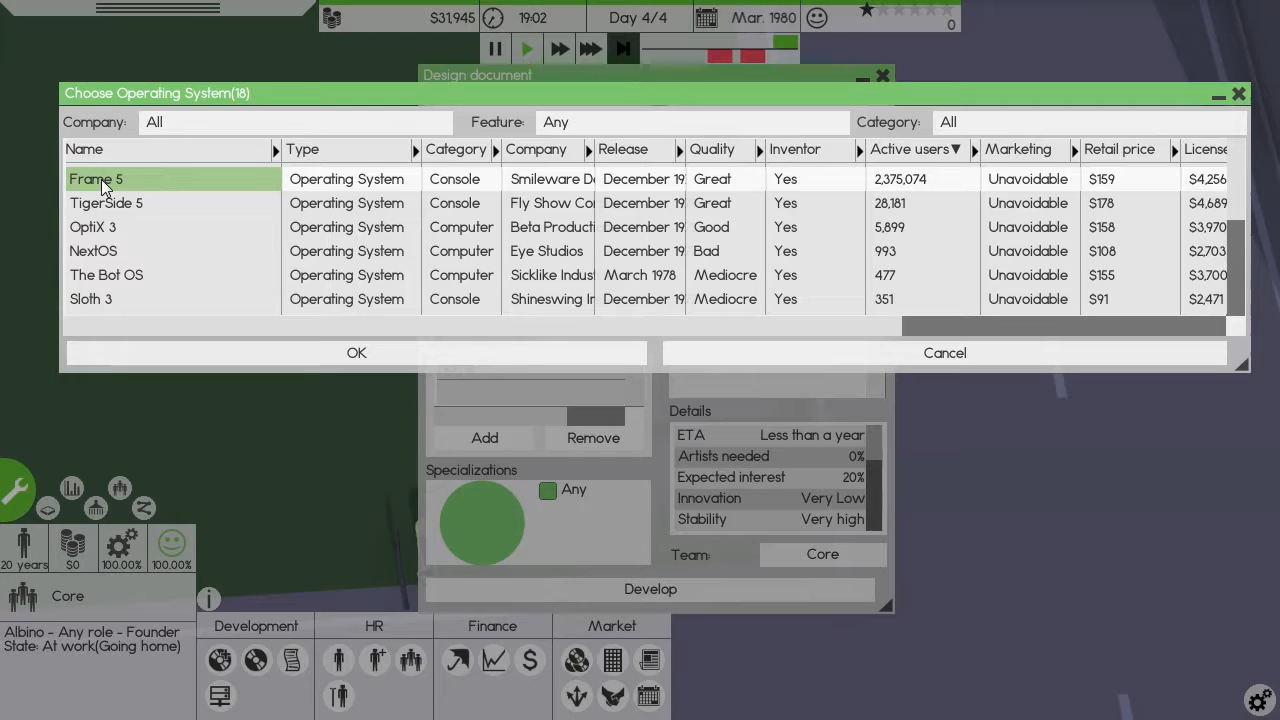 $31,945 19:02 Day 4/4 Mar. 1980 0
Design document
Choose Operating System(18)
Company: All Feature: Any Category: All
Name Type Category Company Release Quality Inventor Active users▼ Marketing Retail price License
Frame 5 Operating System Console Smileware De December 19 Great Yes 2,375,074 Unavoidable $159 $4,256
TigerSide 5 Operating System Console Fly Show Cor December 19 Great Yes 28,181 Unavoidable $178 $4,689
OptiX 3 Operating System Computer Beta Producti December 19 Good Yes 5,899 Unavoidable $158 $3,970
NextOS Operating System Computer Eye Studios December 19 Bad Yes 993 Unavoidable $108 $2,703
The Bot OS Operating System Computer Sicklike Indust March 1978 Mediocre Yes 477 Unavoidable $155 $3,700
Sloth 3 Operating System Console Shineswing Ir December 19 Mediocre Yes 351 Unavoidable $91 $2,471
OK Cancel
Details
ETA Less than a year
Add Remove
Artists needed 0%
Specializations
Expected interest 20%
Any
Innovation Very Low
Stability Very high
Team: Core
Develop
20 years $0 100.00% 100.00%
Core
Albino - Any role - Founder
State: At work(Going home)
Development HR Finance Market